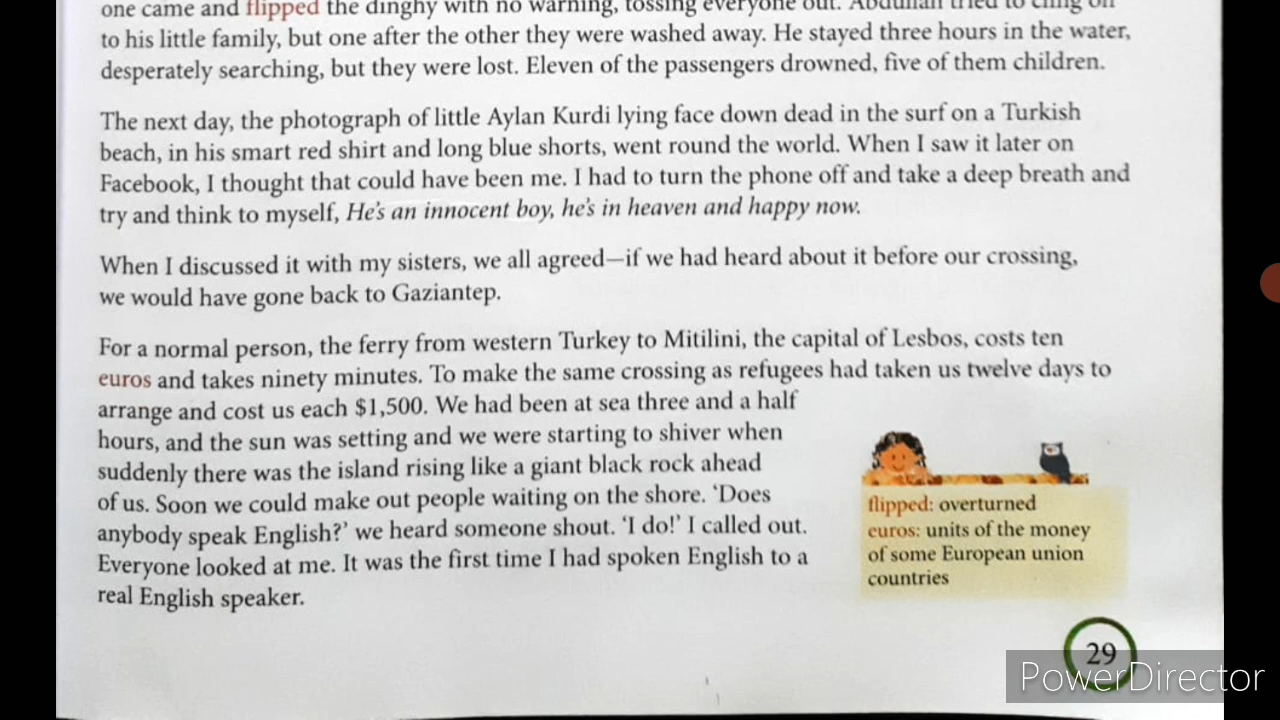 one came and flipped the dinghy with no warning, tossing everyone out. Abdullah tried to cling on
to his little family, but one after the other they were washed away. He stayed three hours in the water,
desperately searching, but they were lost. Eleven of the passengers drowned, five of them children.
The next day, the photograph of little Aylan Kurdi lying face down dead in the surf on a Turkish
beach, in his smart red shirt and long blue shorts, went round the world. When I saw it later on
Facebook, I thought that could have been me. I had to turn the phone off and take a deep breath and
try and think to myself, He's an innocent boy, he's in heaven and happy now.
When I discussed it with my sisters, we all agreed—if we had heard about it before our crossing,
we would have gone back to Gaziantep.
For a normal person, the ferry from western Turkey to Mitilini, the capital of Lesbos, costs ten
euros and takes ninety minutes. To make the same crossing as refugees had taken us twelve days to
arrange and cost us each $1,500. We had been at sea three and a half
hours, and the sun was setting and we were starting to shiver when
suddenly there was the island rising like a giant black rock ahead
of us. Soon we could make out people waiting on the shore. 'Does
anybody speak English?' we heard someone shout. 'I do!' I called out.
Everyone looked at me. It was the first time I had spoken English to a
real English speaker.
flipped: overturned
euros: units of the money
of some European union
countries
29
PowerDirector